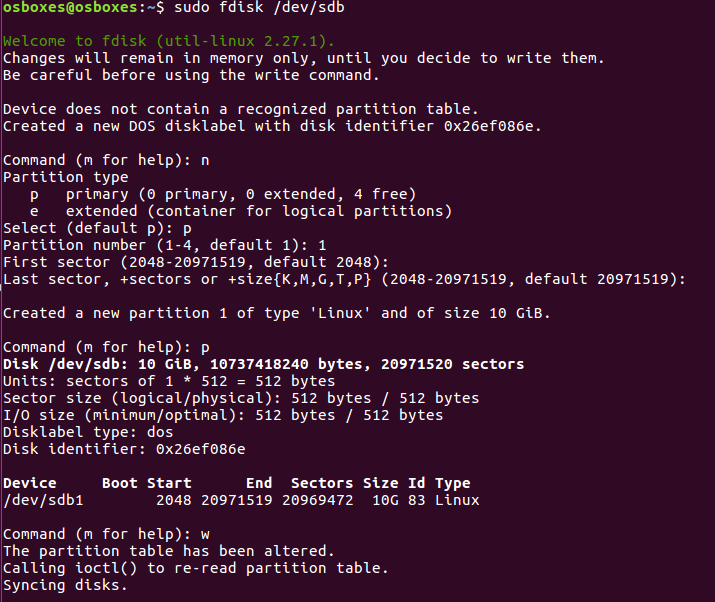 osboxes@osboxes:~$ sudo fdisk /dev/sdb
Welcome to fdisk (util-linux 2.27.1).
Changes will remain in memory only, until you decide to write them.
Be careful before using the write command.
Device does not contain a recognized partition table.
Created a new DOS disklabel with disk identifier 0x26ef086e.
Command (m for help): n
Partition type
   p   primary (0 primary, 0 extended, 4 free)
   e   extended (container for logical partitions)
Select (default p): p
Partition number (1-4, default 1): 1
First sector (2048-20971519, default 2048):
Last sector, +sectors or +size{K,M,G,T,P} (2048-20971519, default 20971519):
Created a new partition 1 of type 'Linux' and of size 10 GiB.
Command (m for help): p
Disk /dev/sdb: 10 GiB, 10737418240 bytes, 20971520 sectors
Units: sectors of 1 * 512 = 512 bytes
Sector size (logical/physical): 512 bytes / 512 bytes
I/O size (minimum/optimal): 512 bytes / 512 bytes
Disklabel type: dos
Disk identifier: 0x26ef086e
Device     Boot Start      End  Sectors Size Id Type
/dev/sdb1        2048 20971519 20969472  10G 83 Linux
Command (m for help): w
The partition table has been altered.
Calling ioctl() to re-read partition table.
Syncing disks.